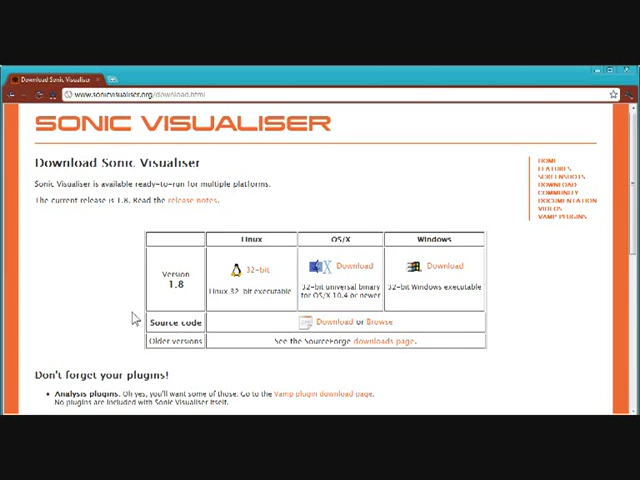 Download Sonic Visualiser
www.sonicvisualiser.org/download.html
SONIC VISUALISER
Download Sonic Visualiser
Sonic Visualiser is available ready-to-run for multiple platforms.
The current release is 1.8. Read the release notes.
HOME
FEATURES
SCREENSHOTS
DOWNLOAD
COMMUNITY
DOCUMENTATION
VIDEOS
VAMP PLUGINS
Linux OS/X Windows
Version
1.8
32-bit
Linux 32-bit executable
Download
32-bit universal binary
for OS/X 10.4 or newer
Download
32-bit Windows executable
Source code Download or Browse
Older versions See the SourceForge downloads page.
Don't forget your plugins!
• Analysis plugins. Oh yes, you'll want some of those. Go to the Vamp plugin download page.
No plugins are included with Sonic Visualiser itself.